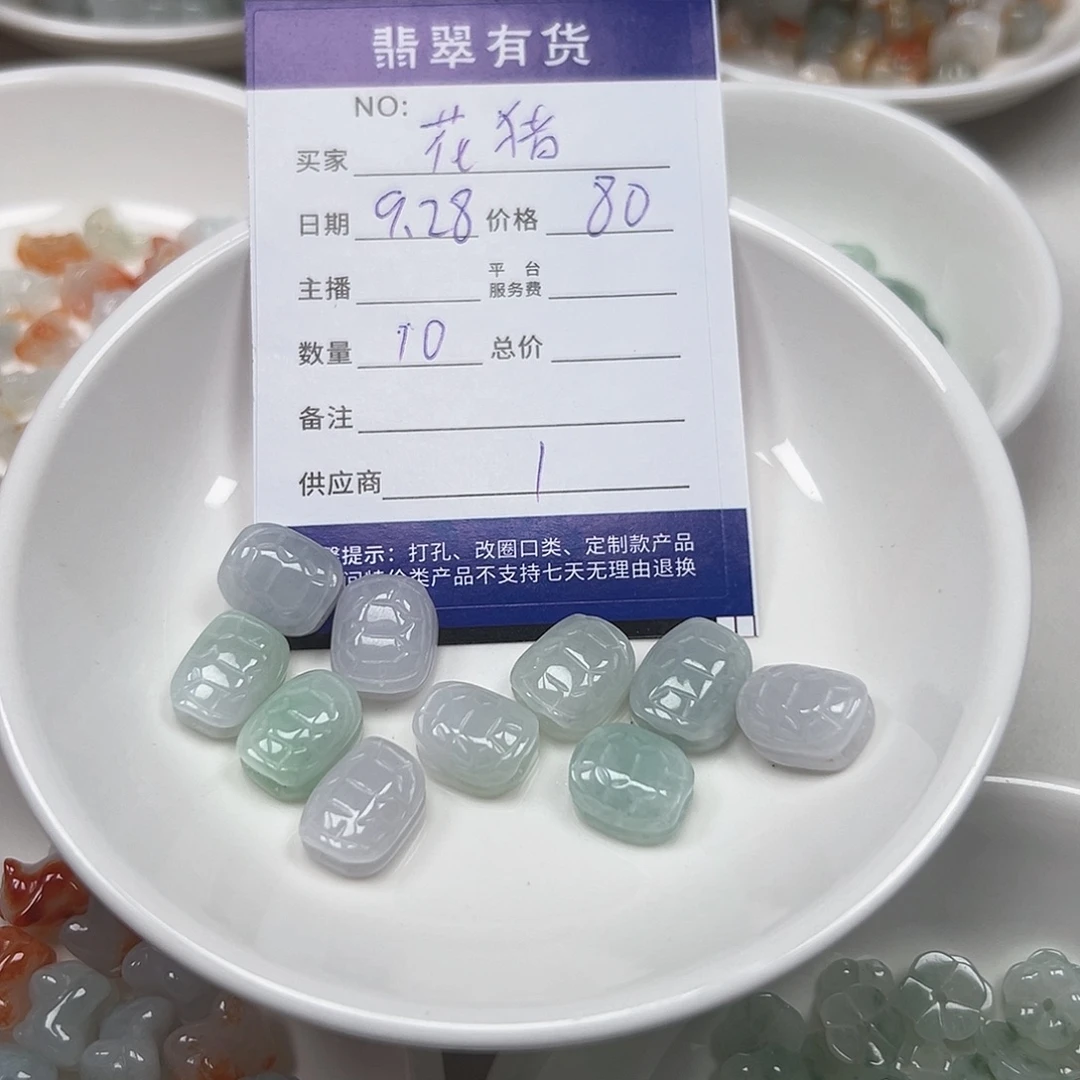 翡翠有货
NO:
买家 花猪
日期 9.28 价格 80
主播 平台服务费
数量 10 总价
备注
供应商 1
提示：打孔、改圈口类、定制款产品
特价类产品不支持七天无理由退换